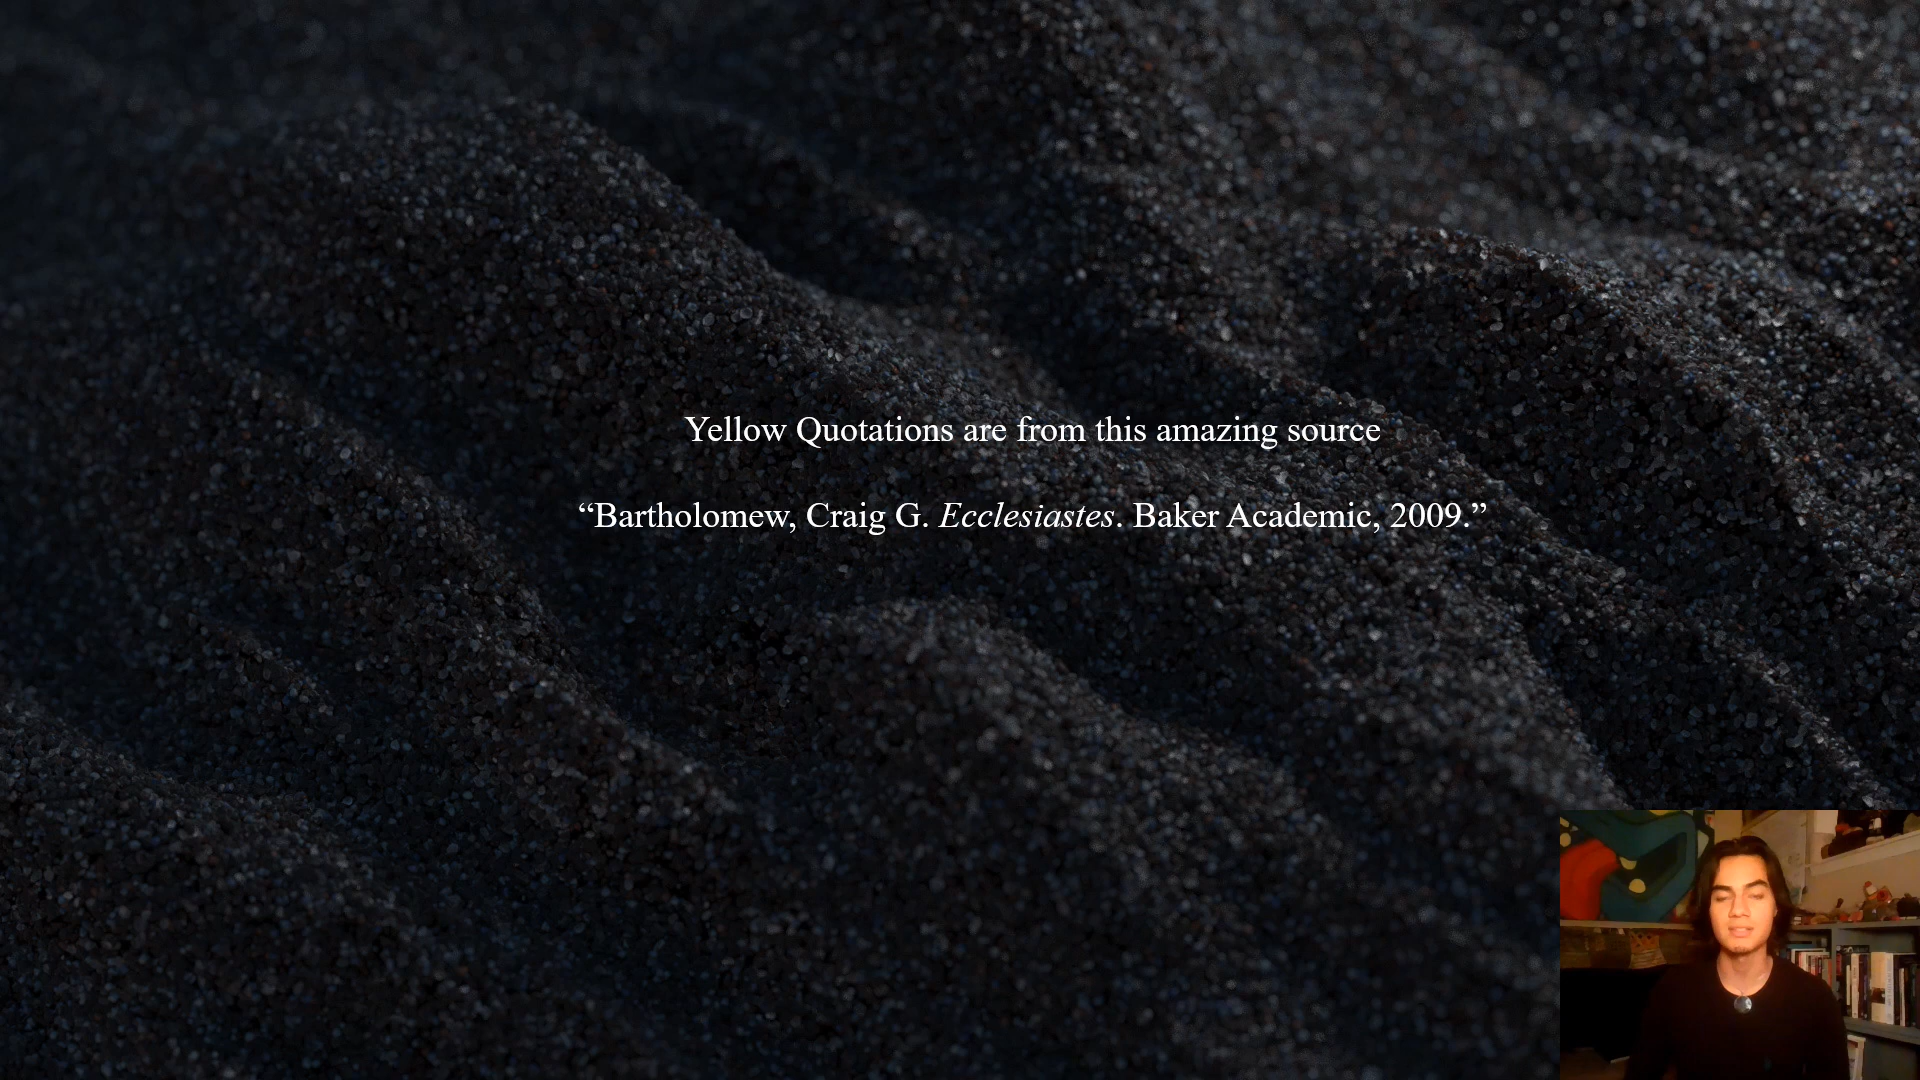 Yellow Quotations are from this amazing source
“Bartholomew, Craig G. Ecclesiastes. Baker Academic, 2009.”